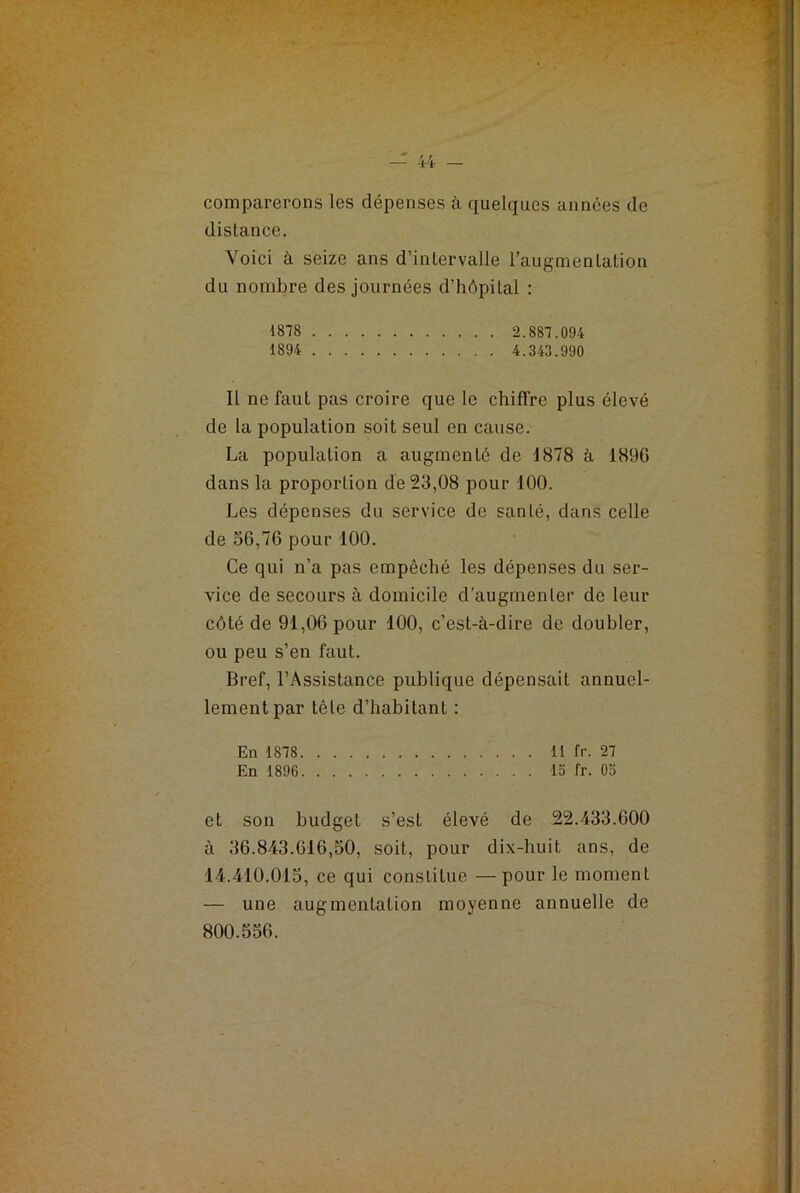 — 44 —
comparerons les dépenses à quelques années de
distance.
Voici à seize ans d'intervalle l'augmentation
du nombre des journées d'hôpital :
1878 . . . . . . . . . . . . 2.887.094
1894 . . . . . . . . . . . . 4.343.990
Il ne faut pas croire que le chiffre plus élevé
de la population soit seul en cause.
La population a augmenté de 1878 à 1896
dans la proportion de 23,08 pour 100.
Les dépenses du service de santé, dans celle
de 56,76 pour 100.
Ce qui n'a pas empêché les dépenses du ser-
vice de secours à domicile d'augmenter de leur
côté de 91,06 pour 100, c'est-à-dire de doubler,
ou peu s'en faut.
Bref, l'Assistance publique dépensait annuel-
lement par tête d'habitant :
En 1878. . . . . . . . . . . . . . . 11 fr. 27
En 1896. . . . . . . . . . . . . . . 15 fr. 05
et son budget s'est élevé de 22.433.600
à 36.843.616,50, soit, pour dix-huit ans, de
14.410.015, ce qui constitue — pour le moment
— une augmentation moyenne annuelle de
800.556.